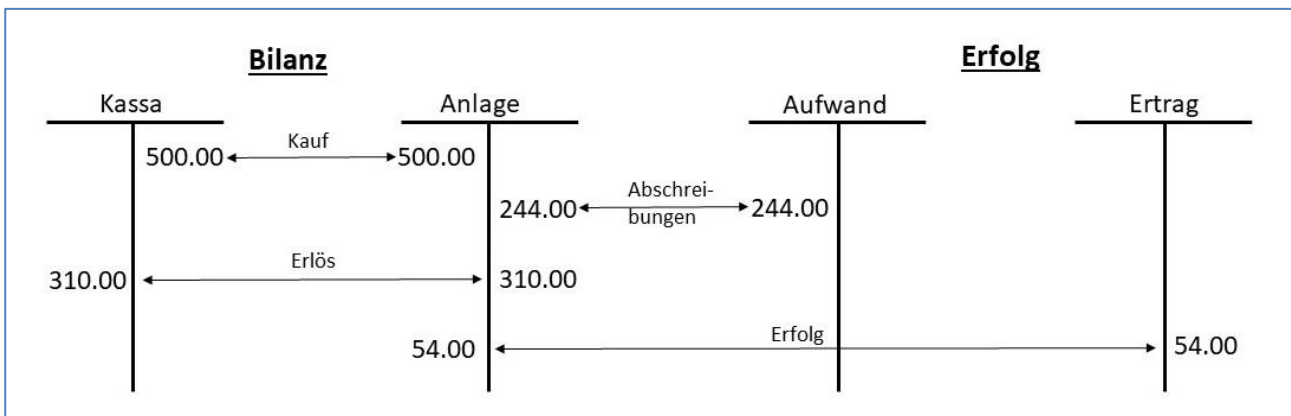 Bilanz
Erfolg
Kassa
Anlage
Aufwand
Ertrag
500.00
Kauf
500.00
244.00
Abschrei-
bungen
244.00
310.00
Erlös
310.00
54.00
Erfolg
54.00